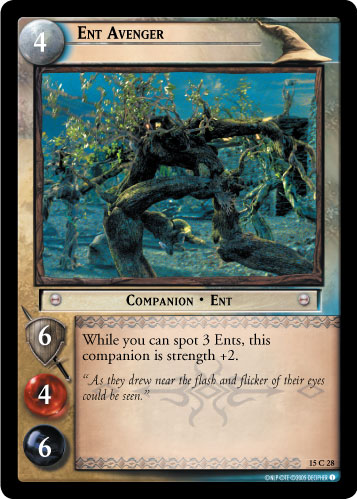 4
ENT AVENGER
COMPANION • ENT
6
While you can spot 3 Ents, this
companion is strength +2.
4
“As they drew near the flash and flicker of their eyes
could be seen.”
6
15 C 28